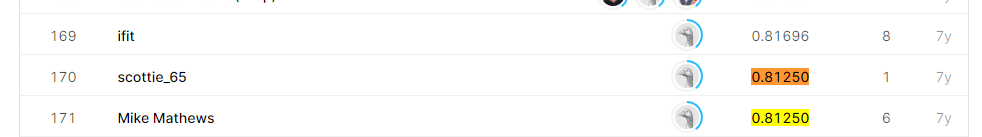 169 ifit 0.81696 8 7y
170 scottie_65 0.81250 1 7y
171 Mike Mathews 0.81250 6 7y